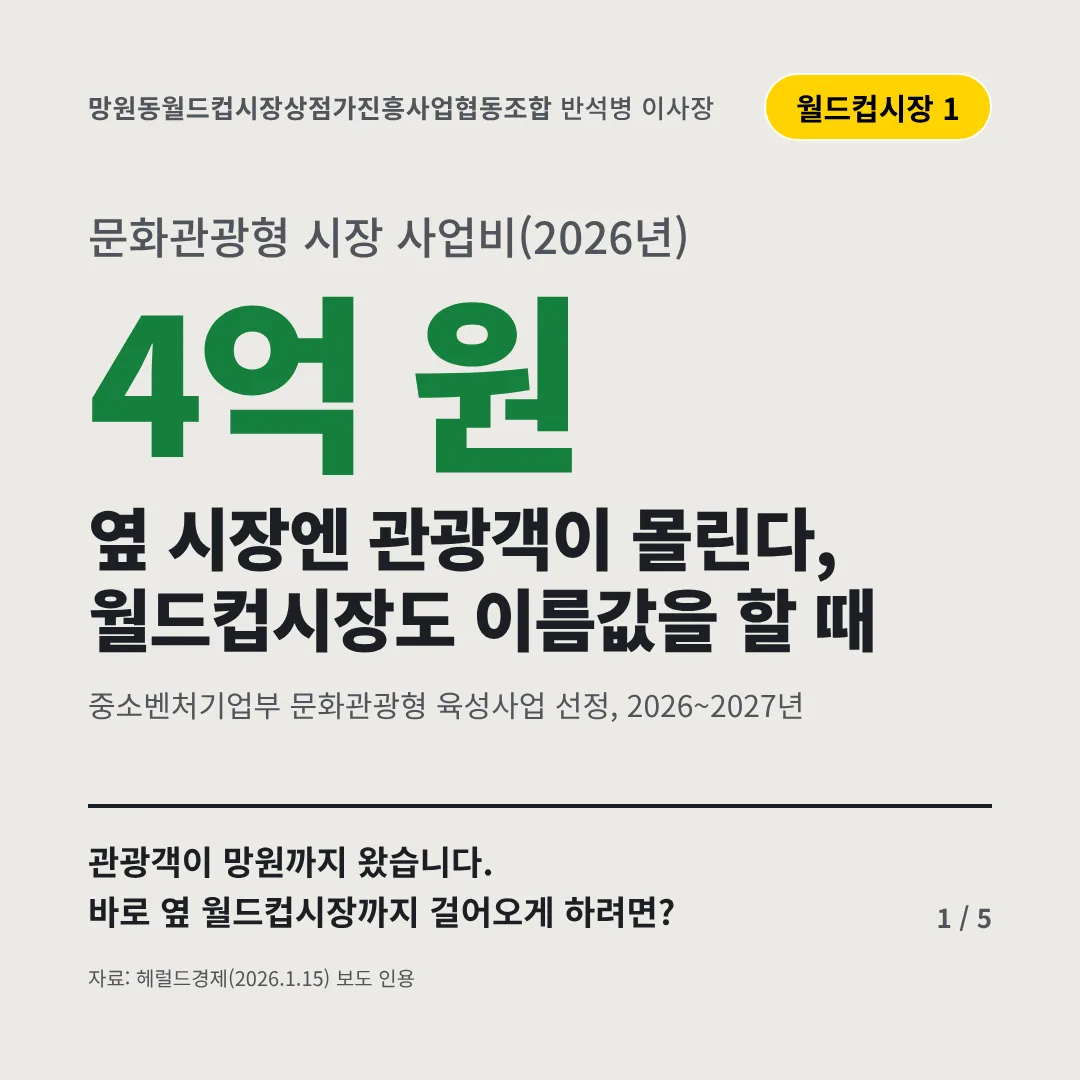 망원동월드컵시장상점가진흥사업협동조합 반석병 이사장
월드컵시장 1
문화관광형 시장 사업비(2026년)
4억 원
옆 시장엔 관광객이 몰린다,
월드컵시장도 이름값을 할 때
중소벤처기업부 문화관광형 육성사업 선정, 2026~2027년
관광객이 망원까지 왔습니다.
바로 옆 월드컵시장까지 걸어오게 하려면?
1 / 5
자료: 헤럴드경제(2026.1.15) 보도 인용